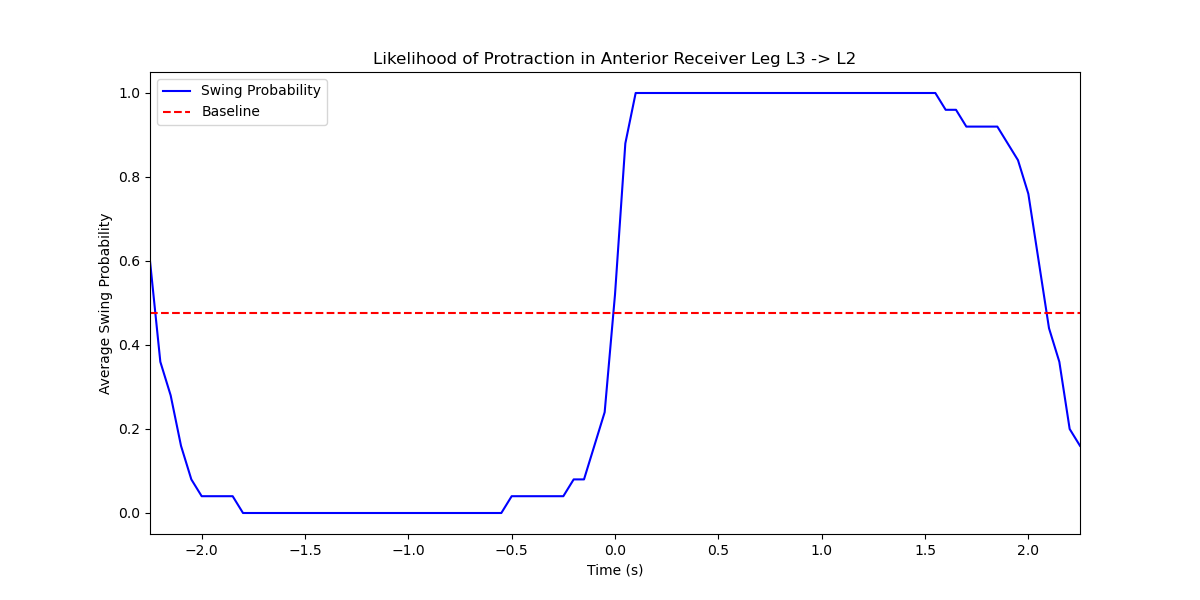 Likelihood of Protraction in Anterior Receiver Leg L3 -> L2
Swing Probability
Baseline
Average Swing Probability
1.0
0.8
0.6
0.4
0.2
0.0
−2.0 −1.5 −1.0 −0.5 0.0 0.5 1.0 1.5 2.0
Time (s)